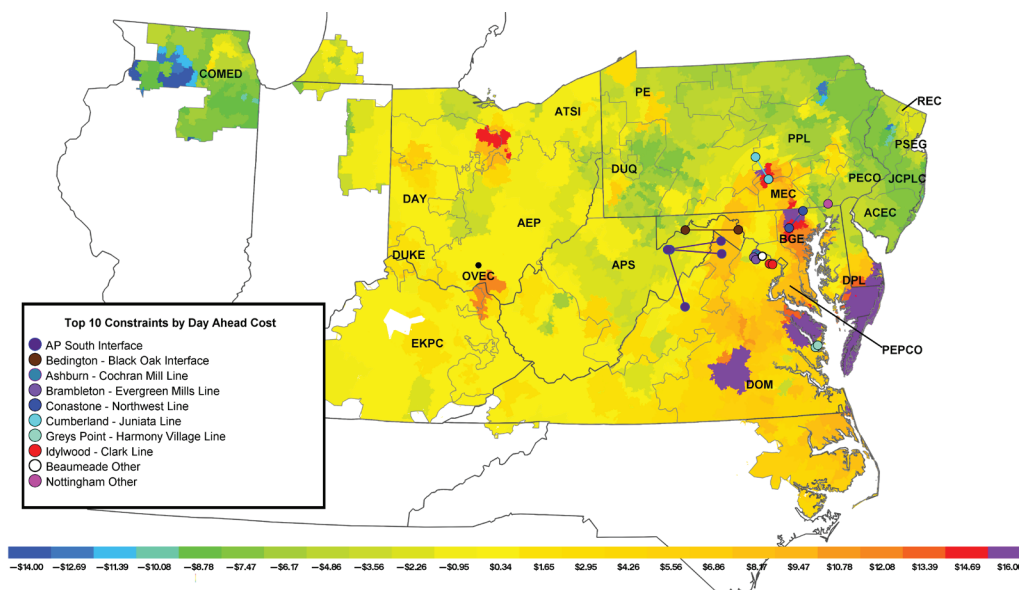 COMED
ATSI
PE
REC
PPL
PSEG
DUQ
PECO
JCPLC
MEC
DAY
ACEC
AEP
BGE
DUKE
APS
OVEC
DPL
EKPC
PEPCO
DOM
Top 10 Constraints by Day Ahead Cost
AP South Interface
Bedington - Black Oak Interface
Ashburn - Cochran Mill Line
Brambleton - Evergreen Mills Line
Conastone - Northwest Line
Cumberland - Juniata Line
Greys Point - Harmony Village Line
Idylwood - Clark Line
Beaumeade Other
Nottingham Other
—$14.00 —$12.69 —$11.39 —$10.08 —$8.78 —$7.47 —$6.17 —$4.86 —$3.56 —$2.26 —$0.95 $0.34 $1.65 $2.95 $4.26 $5.56 $6.86 $8.17 $9.47 $10.78 $12.08 $13.39 $14.69 $16.00